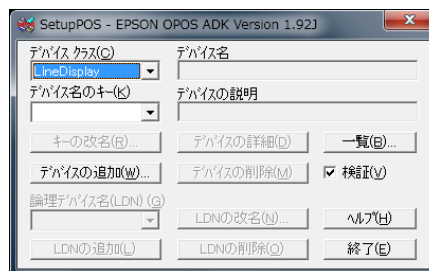 SetupPOS - EPSON OPOS ADK Version 1.92J
ﾃﾞﾊﾞｲｽ ｸﾗｽ(C)
LineDisplay
ﾃﾞﾊﾞｲｽ名
ﾃﾞﾊﾞｲｽ名のｷｰ(K)
ﾃﾞﾊﾞｲｽの説明
ｷｰの改名(R)...
ﾃﾞﾊﾞｲｽの詳細(D)
一覧(B)...
ﾃﾞﾊﾞｲｽの追加(W)...
ﾃﾞﾊﾞｲｽの削除(M)
検証(V)
論理ﾃﾞﾊﾞｲｽ名(LDN) (G)
LDNの改名(N)...
ﾍﾙﾌﾟ(H)
LDNの追加(L)
LDNの削除(O)
終了(E)